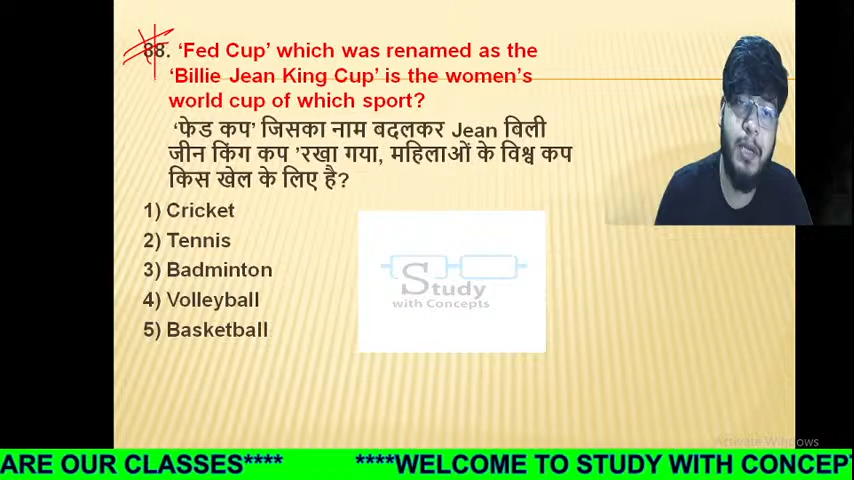 88. ‘Fed Cup’ which was renamed as the
‘Billie Jean King Cup’ is the women’s
world cup of which sport?
‘फेड कप’ जिसका नाम बदलकर Jean बिली
जीन किंग कप ’रखा गया, महिलाओं के विश्व कप
किस खेल के लिए है?
1) Cricket
2) Tennis
3) Badminton
4) Volleyball
5) Basketball
Study
with Concepts
Activate Windows
ARE OUR CLASSES**** ****WELCOME TO STUDY WITH CONCEP